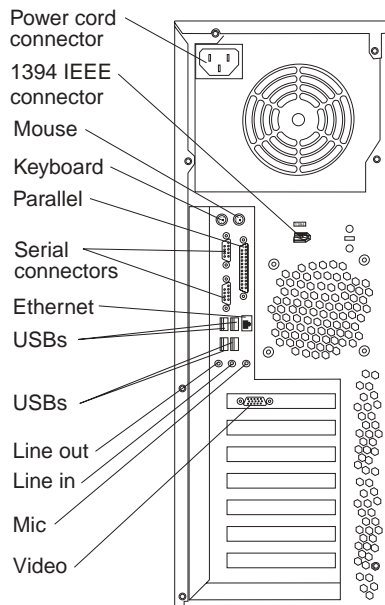 Power cord
connector
1394 IEEE
connector
Mouse
Keyboard
Parallel
Serial
connectors
Ethernet
USBs
USBs
Line out
Line in
Mic
Video